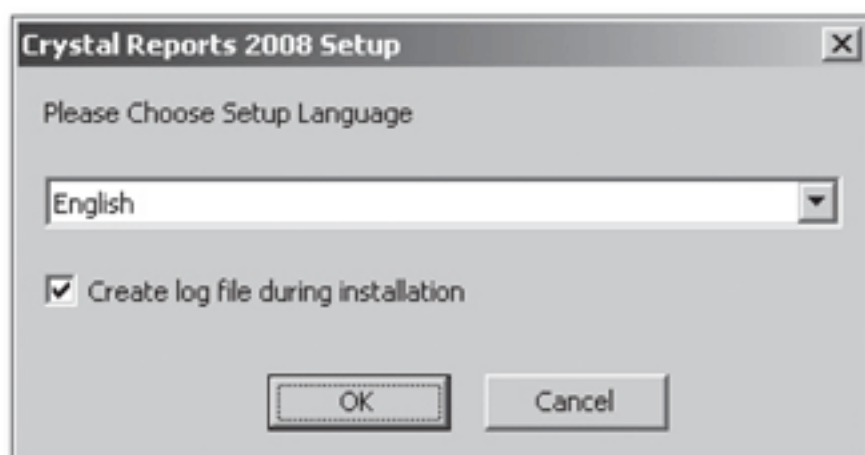 Crystal Reports 2008 Setup
Please Choose Setup Language
English
Create log file during installation
OK Cancel